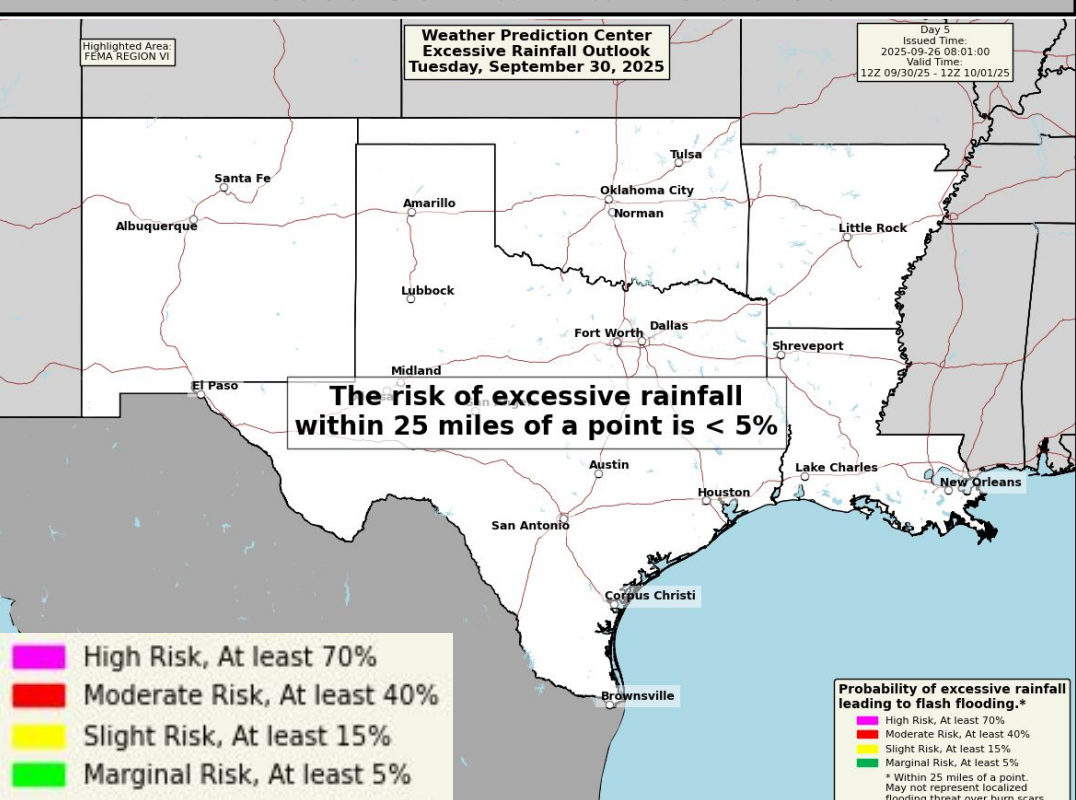 Highlighted Area:
FEMA REGION VI
Weather Prediction Center
Excessive Rainfall Outlook
Tuesday, September 30, 2025
Day 5
Issued Time:
2025-09-26 08:01:00
Valid Time:
12Z 09/30/25 - 12Z 10/01/25
Santa Fe
Albuquerque
Amarillo
Tulsa
Oklahoma City
Norman
Little Rock
Lubbock
Fort Worth
Dallas
Shreveport
Midland
El Paso
The risk of excessive rainfall
within 25 miles of a point is < 5%
Austin
Lake Charles
New Orleans
Houston
San Antonio
Corpus Christi
Brownsville
High Risk, At least 70%
Moderate Risk, At least 40%
Slight Risk, At least 15%
Marginal Risk, At least 5%
Probability of excessive rainfall
leading to flash flooding.*
High Risk, At least 70%
Moderate Risk, At least 40%
Slight Risk, At least 15%
Marginal Risk, At least 5%
* Within 25 miles of a point.
May not represent localized
flooding threat over burn scars